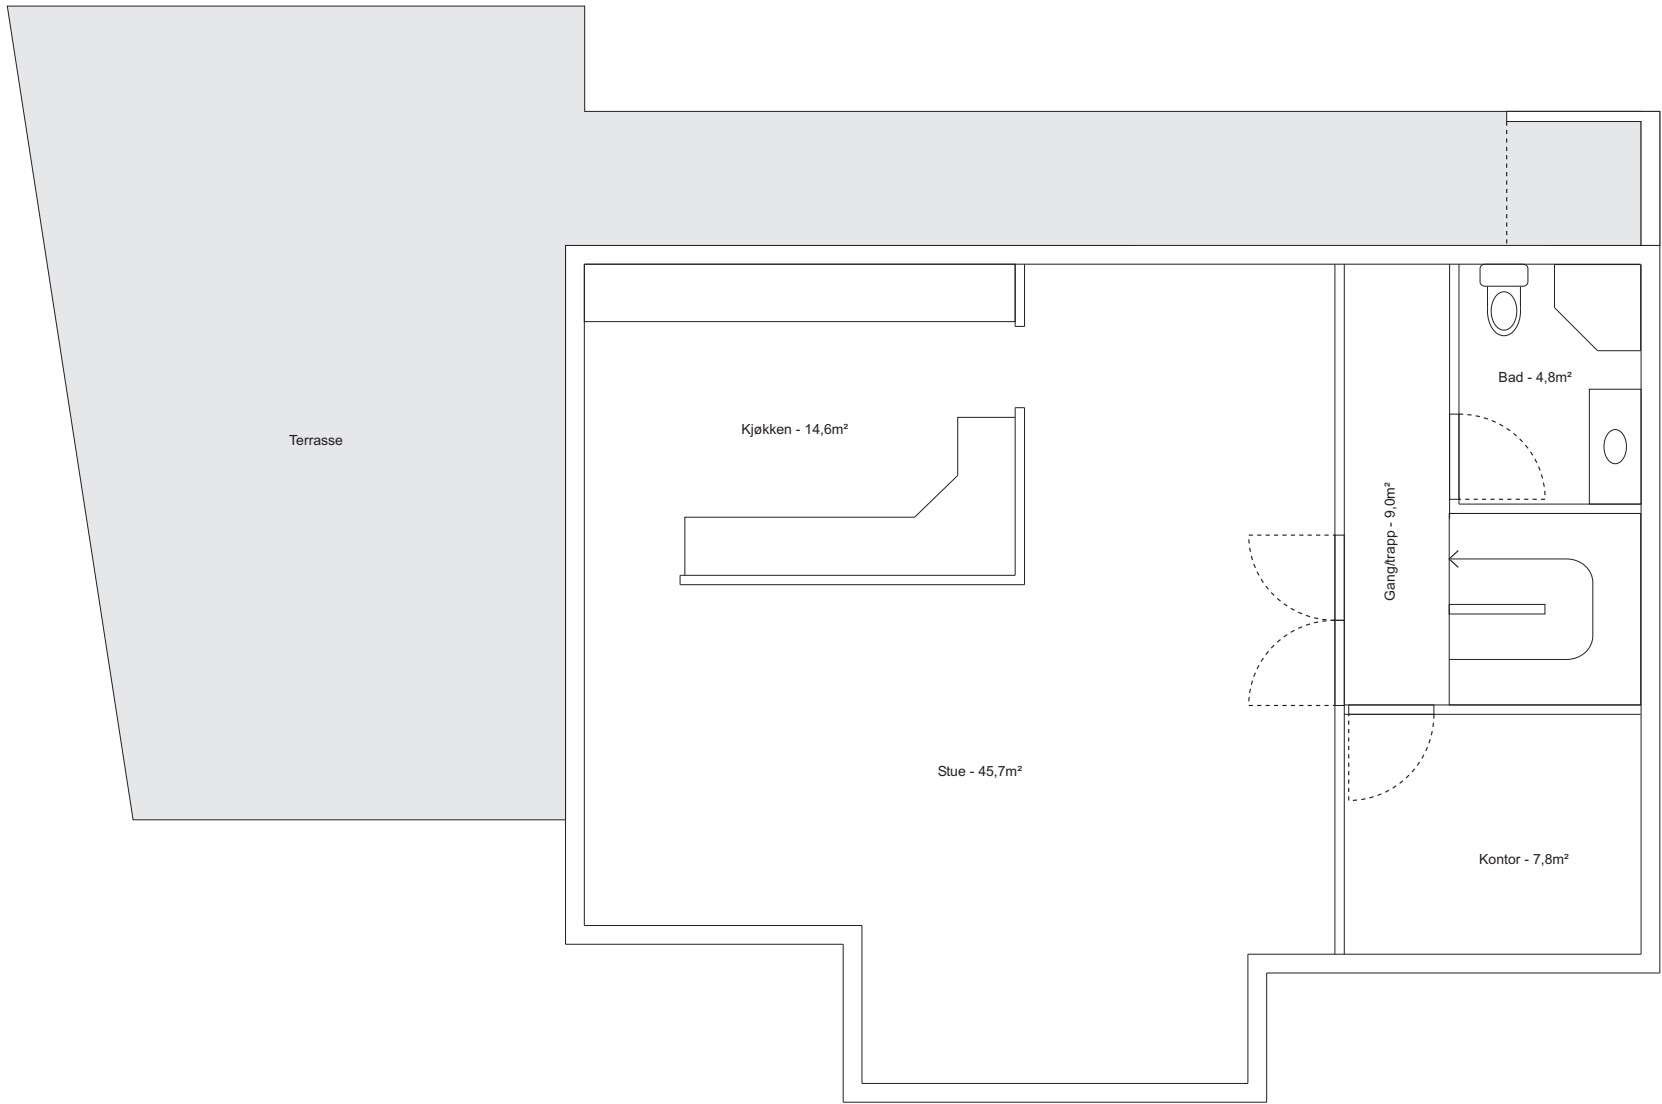 Terrasse
Kjøkken - 14,6m²
Bad - 4,8m²
Gang/trapp - 9,0m²
Stue - 45,7m²
Kontor - 7,8m²